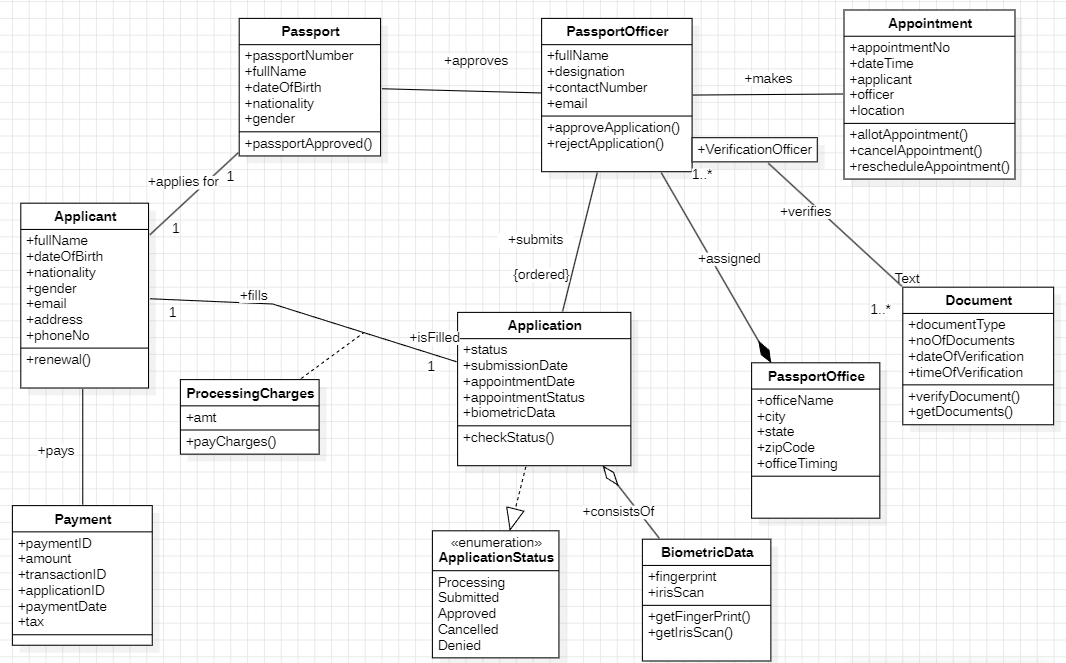 Passport
+passportNumber
+fullName
+dateOfBirth
+nationality
+gender
+passportApproved()
+approves
PassportOfficer
+fullName
+designation
+contactNumber
+email
+approveApplication()
+rejectApplication()
+makes
Appointment
+appointmentNo
+dateTime
+applicant
+officer
+location
+allotAppointment()
+cancelAppointment()
+rescheduleAppointment()
+VerificationOfficer
1..*
+applies for
1
1
Applicant
+fullName
+dateOfBirth
+nationality
+gender
+email
+address
+phoneNo
+renewal()
+submits
{ordered}
+assigned
+verifies
Text
1..*
Document
+documentType
+noOfDocuments
+dateOfVerification
+timeOfVerification
+verifyDocument()
+getDocuments()
+fills
1
+isFilled
1
Application
+status
+submissionDate
+appointmentDate
+appointmentStatus
+biometricData
+checkStatus()
ProcessingCharges
+amt
+payCharges()
PassportOffice
+officeName
+city
+state
+zipCode
+officeTiming
+pays
Payment
+paymentID
+amount
+transactionID
+applicationID
+paymentDate
+tax
+consistsOf
«enumeration»
ApplicationStatus
Processing
Submitted
Approved
Cancelled
Denied
BiometricData
+fingerprint
+irisScan
+getFingerPrint()
+getIrisScan()